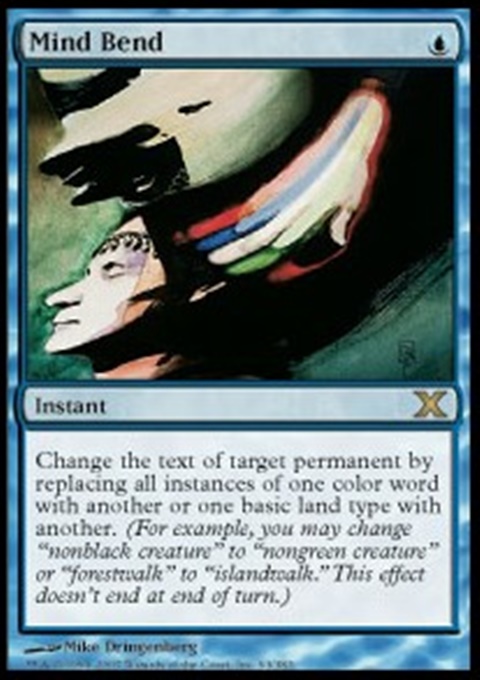 Mind Bend
Instant
Change the text of target permanent by
replacing all instances of one color word
with another or one basic land type with
another. (For example, you may change
“nonblack creature” to “nongreen creature”
or “forestwalk” to “islandwalk.” This effect
doesn’t end at end of turn.)
Mike Dringenberg